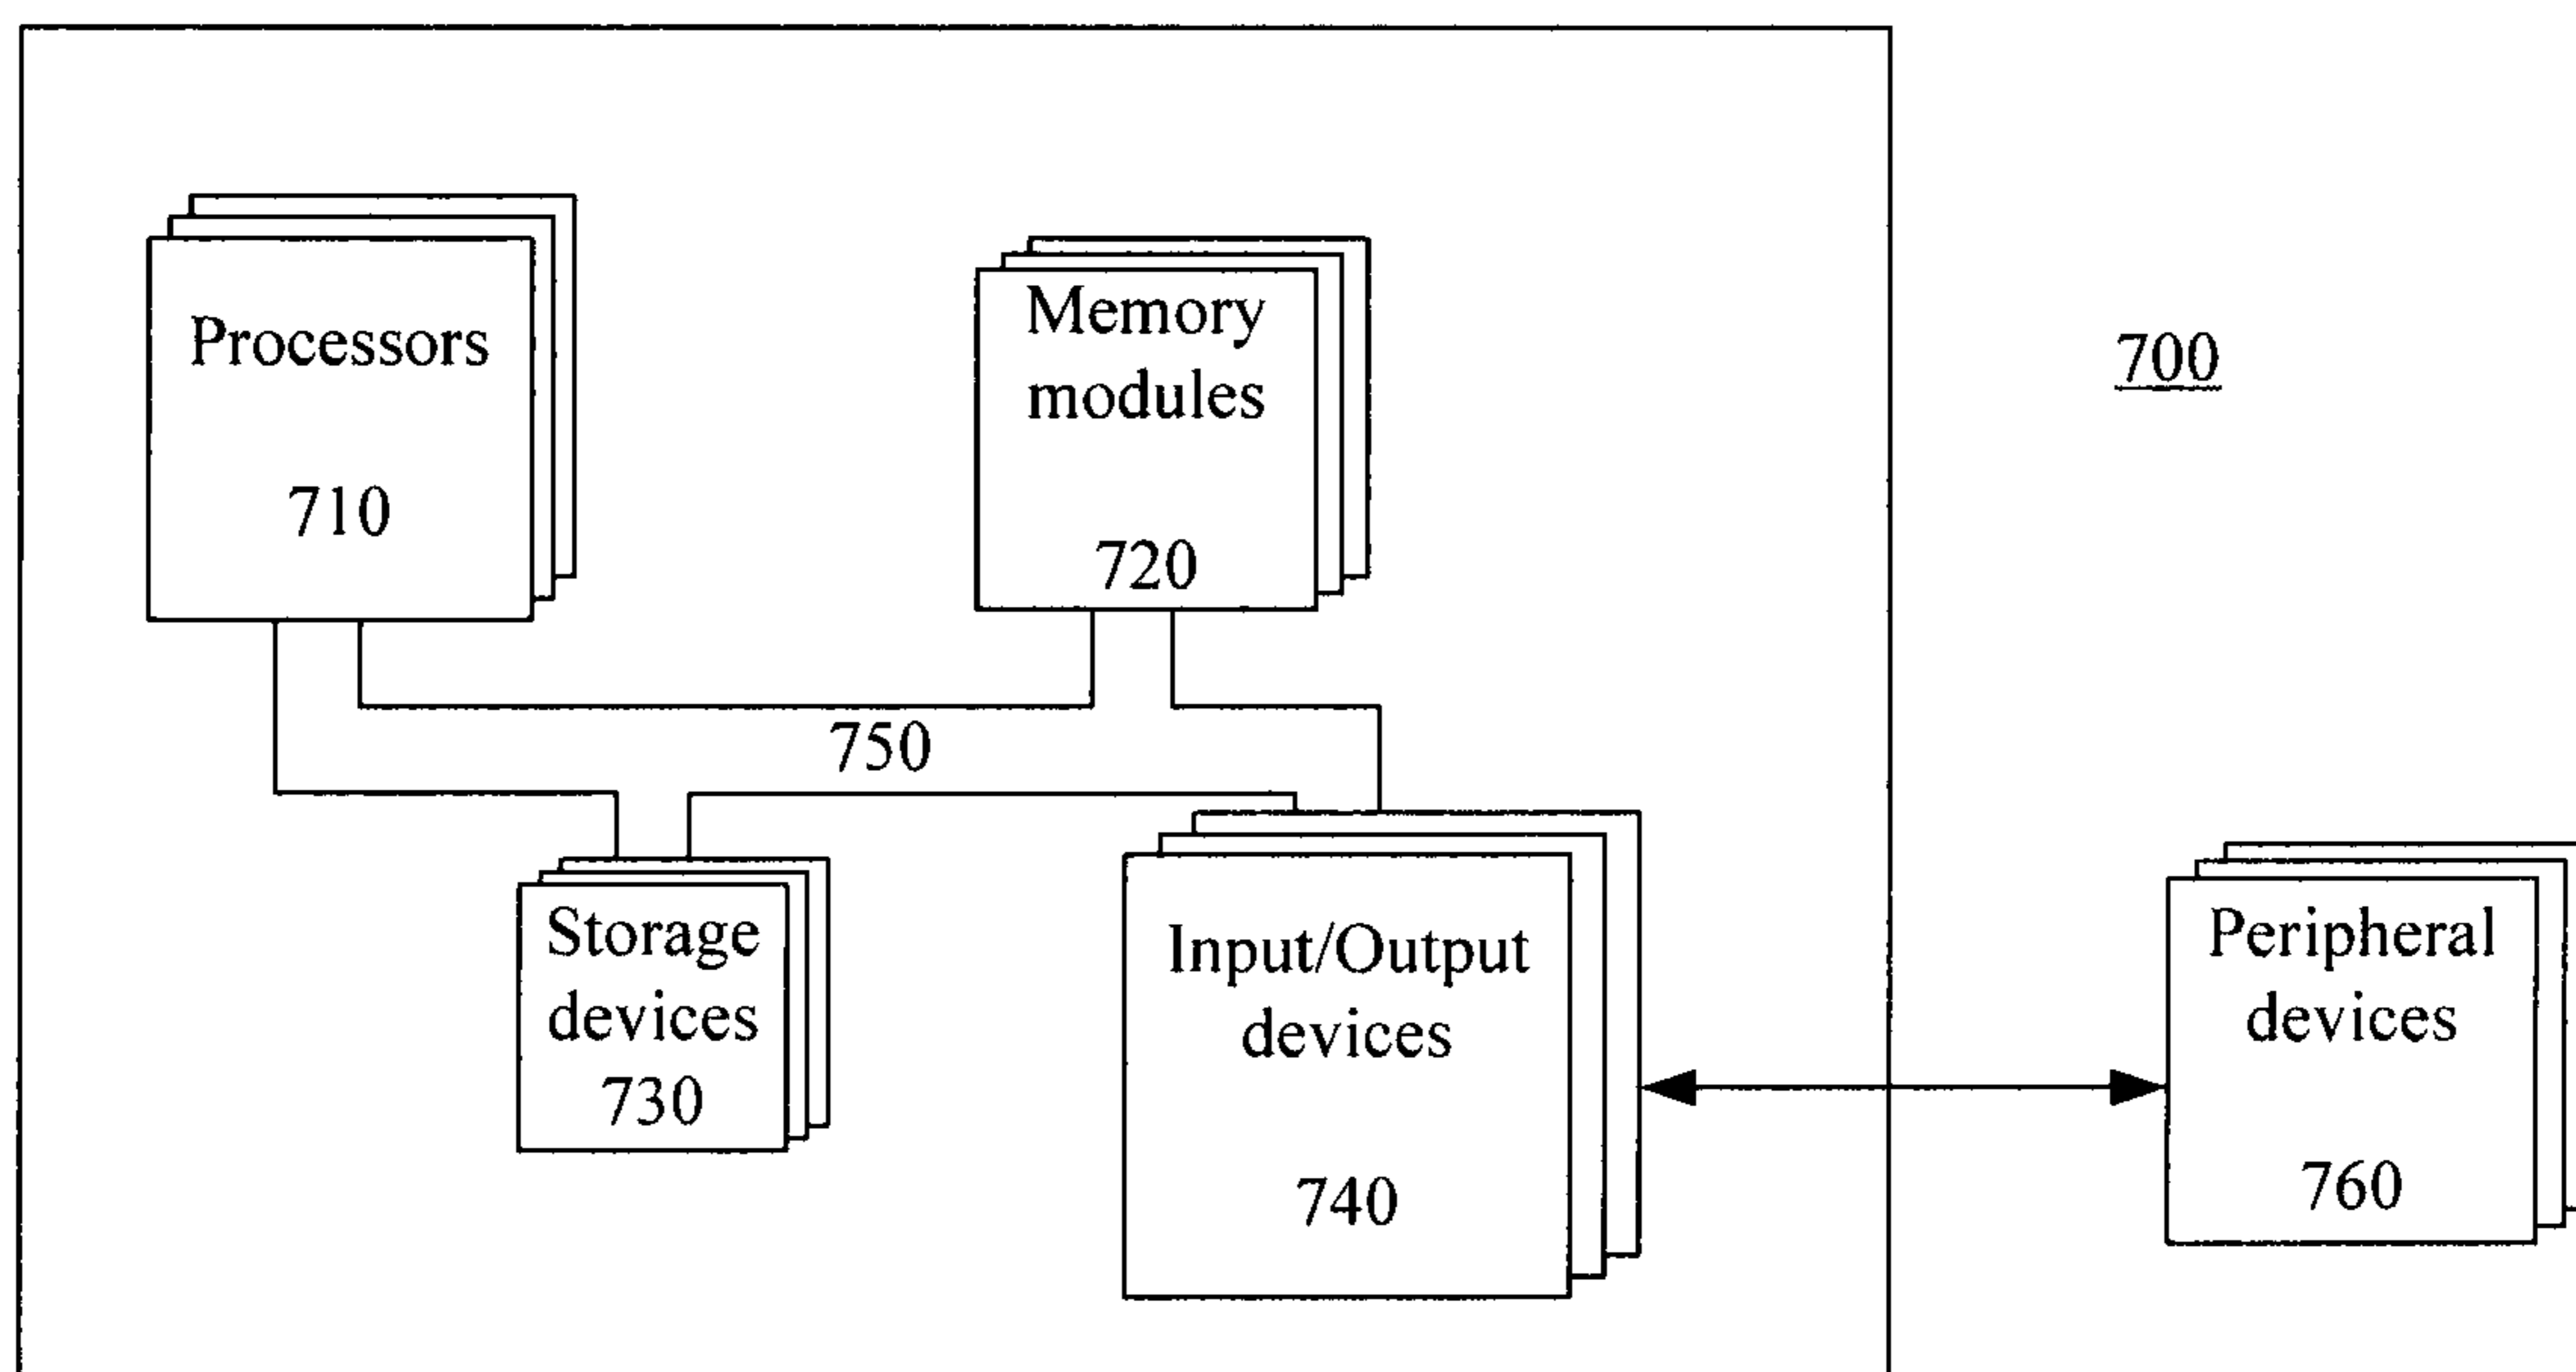 Processors
710
Memory
modules
720
700
750
Storage
devices
730
Input/Output
devices
740
Peripheral
devices
760